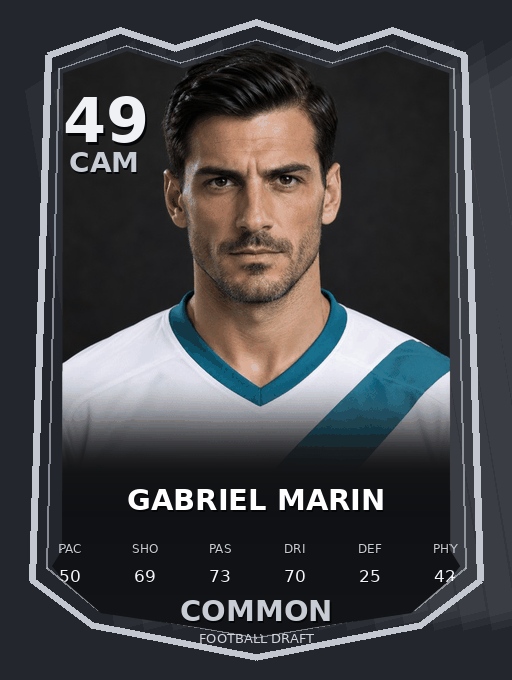 49
CAM
GABRIEL MARIN
PAC SHO PAS DRI DEF PHY
50 69 73 70 25 42
COMMON
FOOTBALL DRAFT